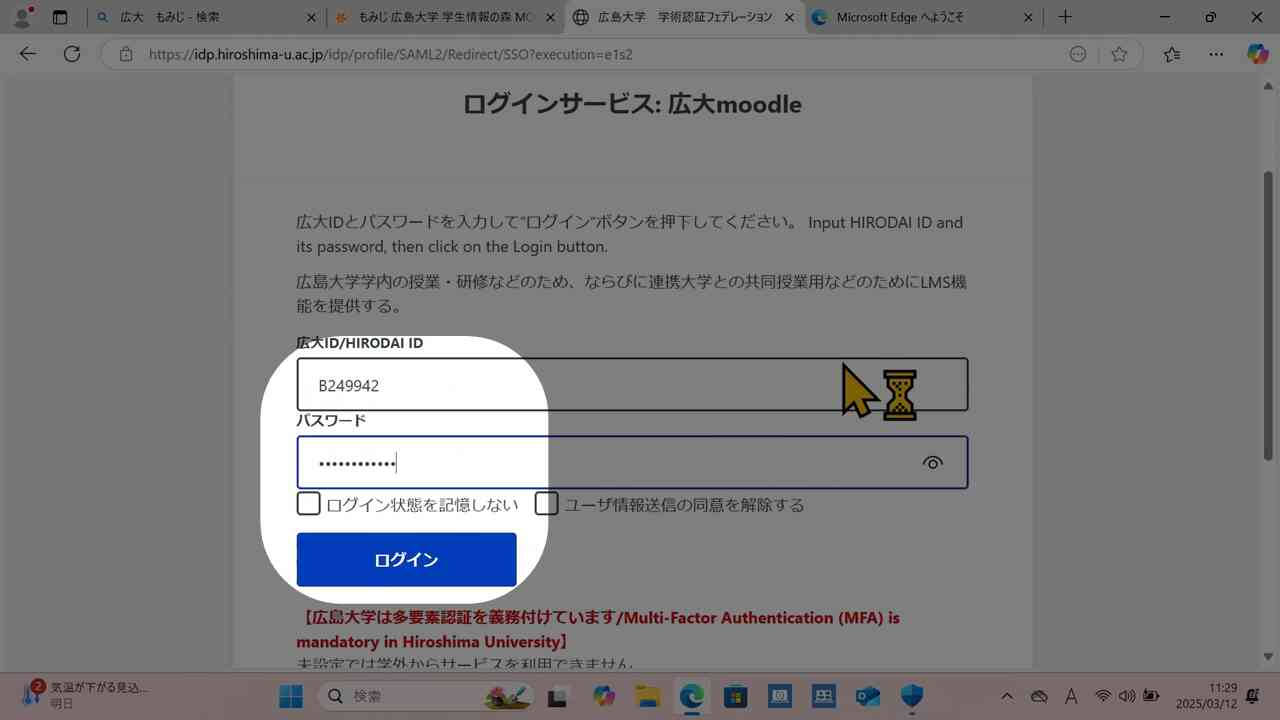 広大　もみじ - 検索
もみじ 広島大学 学生情報の森 MO
広島大学　学術認証フェデレーション
Microsoft Edge へようこそ
https://idp.hiroshima-u.ac.jp/idp/profile/SAML2/Redirect/SSO?execution=e1s2
ログインサービス: 広大moodle
広大IDとパスワードを入力して"ログイン"ボタンを押下してください。 Input HIRODAI ID and
its password, then click on the Login button.
広島大学学内の授業・研修などのため、ならびに連携大学との共同授業用などのためにLMS機
能を提供する。
広大ID/HIRODAI ID
B249942
パスワード
••••••••••••
ログイン状態を記憶しない
ユーザ情報送信の同意を解除する
ログイン
【広島大学は多要素認証を義務付けています/Multi-Factor Authentication (MFA) is
mandatory in Hiroshima University】
未設定では学外からサービスを利用できません
2
気温が下がる見込...
明日
検索
A
11:29
2025/03/12